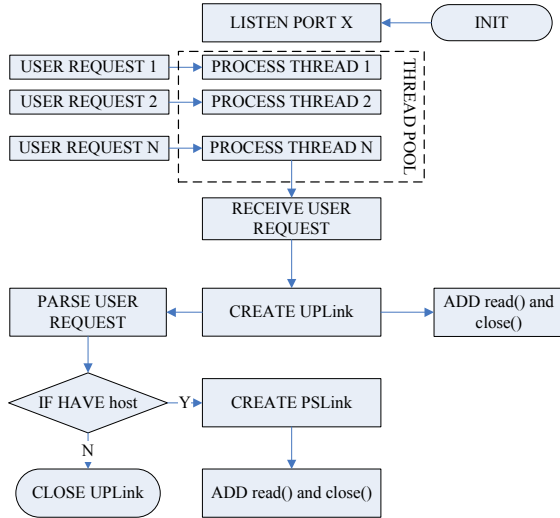 LISTEN PORT X
INIT
USER REQUEST 1
PROCESS THREAD 1
USER REQUEST 2
PROCESS THREAD 2
USER REQUEST N
PROCESS THREAD N
THREAD POOL
RECEIVE USER
REQUEST
PARSE USER
REQUEST
CREATE UPLink
ADD read() and
close()
IF HAVE host
Y
CREATE PSLink
N
CLOSE UPLink
ADD read() and close()